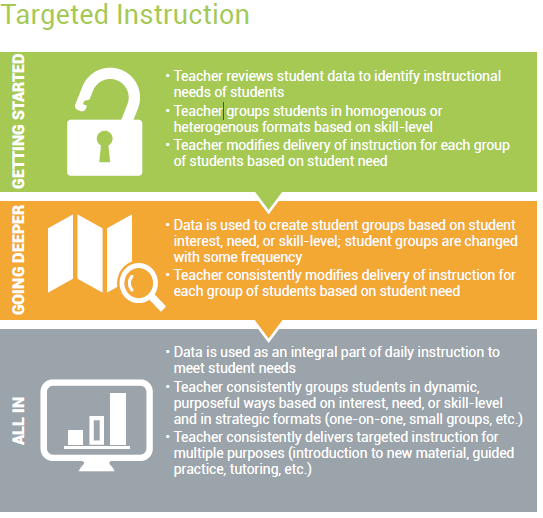 Targeted Instruction
GETTING STARTED
• Teacher reviews student data to identify instructional
needs of students
• Teacher groups students in homogenous or
heterogenous formats based on skill-level
• Teacher modifies delivery of instruction for each group
of students based on student need
GOING DEEPER
• Data is used to create student groups based on student
interest, need, or skill-level; student groups are changed
with some frequency
• Teacher consistently modifies delivery of instruction for
each group of students based on student need
ALL IN
• Data is used as an integral part of daily instruction to
meet student needs
• Teacher consistently groups students in dynamic,
purposeful ways based on interest, need, or skill-level
and in strategic formats (one-on-one, small groups, etc.)
• Teacher consistently delivers targeted instruction for
multiple purposes (introduction to new material, guided
practice, tutoring, etc.)